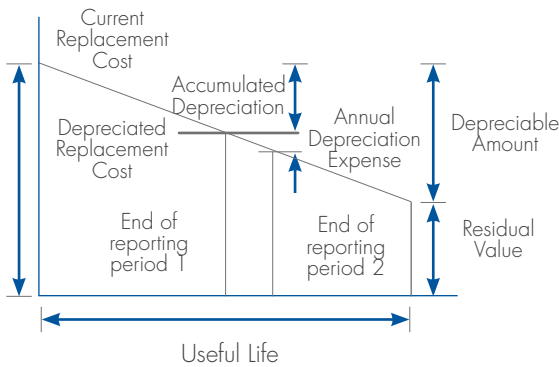 Current
Replacement
Cost
Accumulated
Depreciation
Annual
Depreciation
Expense
Depreciable
Amount
Depreciated
Replacement
Cost
End of
reporting
period 1
End of
reporting
period 2
Residual
Value
Useful Life